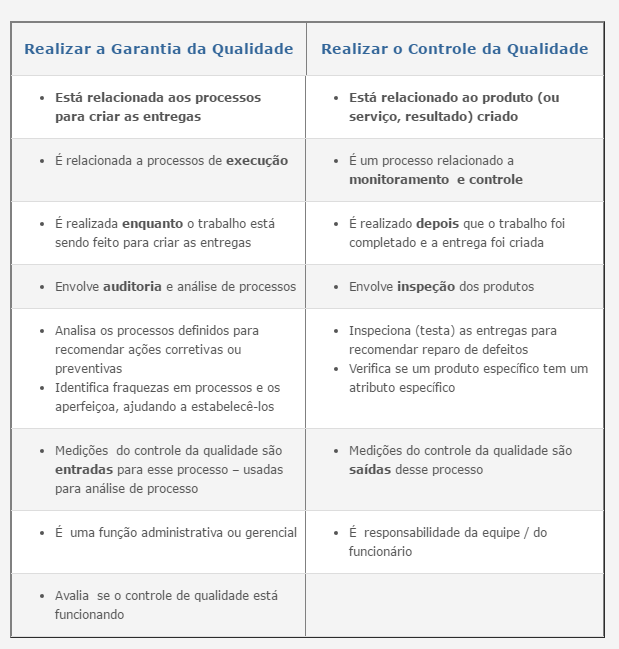 Realizar a Garantia da Qualidade
Realizar o Controle da Qualidade
• Está relacionada aos processos
para criar as entregas
• Está relacionado ao produto (ou
serviço, resultado) criado
• É relacionada a processos de execução
• É um processo relacionado a
monitoramento e controle
• É realizada enquanto o trabalho está
sendo feito para criar as entregas
• É realizado depois que o trabalho foi
completado e a entrega foi criada
• Envolve auditoria e análise de processos
• Envolve inspeção dos produtos
• Analisa os processos definidos para
recomendar ações corretivas ou
preventivas
• Identifica fraquezas em processos e os
aperfeiçoa, ajudando a estabelecê-los
• Inspeciona (testa) as entregas para
recomendar reparo de defeitos
• Verifica se um produto específico tem um
atributo específico
• Medições do controle da qualidade são
entradas para esse processo – usadas
para análise de processo
• Medições do controle da qualidade são
saídas desse processo
• É uma função administrativa ou gerencial
• É responsabilidade da equipe / do
funcionário
• Avalia se o controle de qualidade está
funcionando